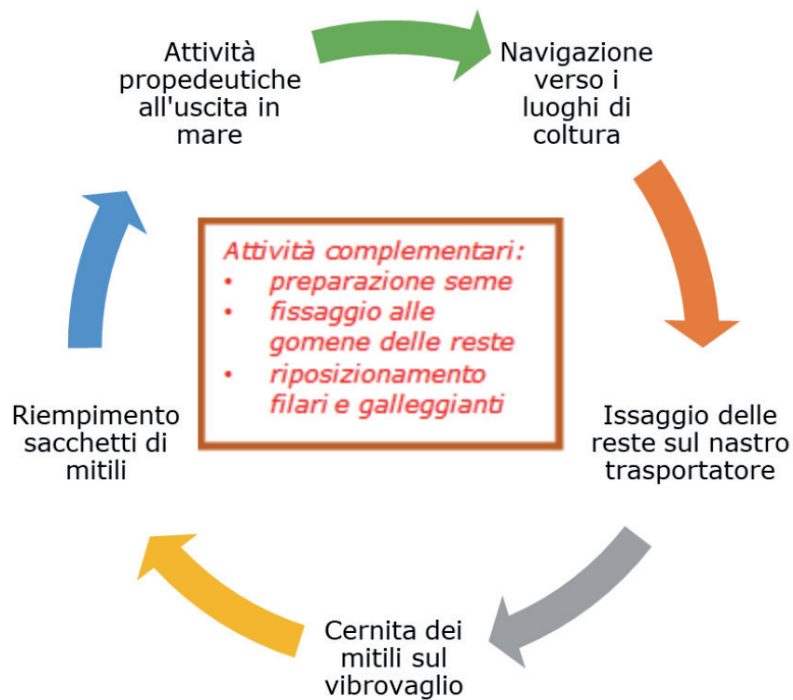 Attività
propedeutiche
all'uscita in
mare
Navigazione
verso i
luoghi di
coltura
Issaggio delle
reste sul nastro
trasportatore
Cernita dei
mitili sul
vibrovaglio
Riempimento
sacchetti di
mitili
Attività complementari:
• preparazione seme
• fissaggio alle
gomene delle reste
• riposizionamento
filari e galleggianti